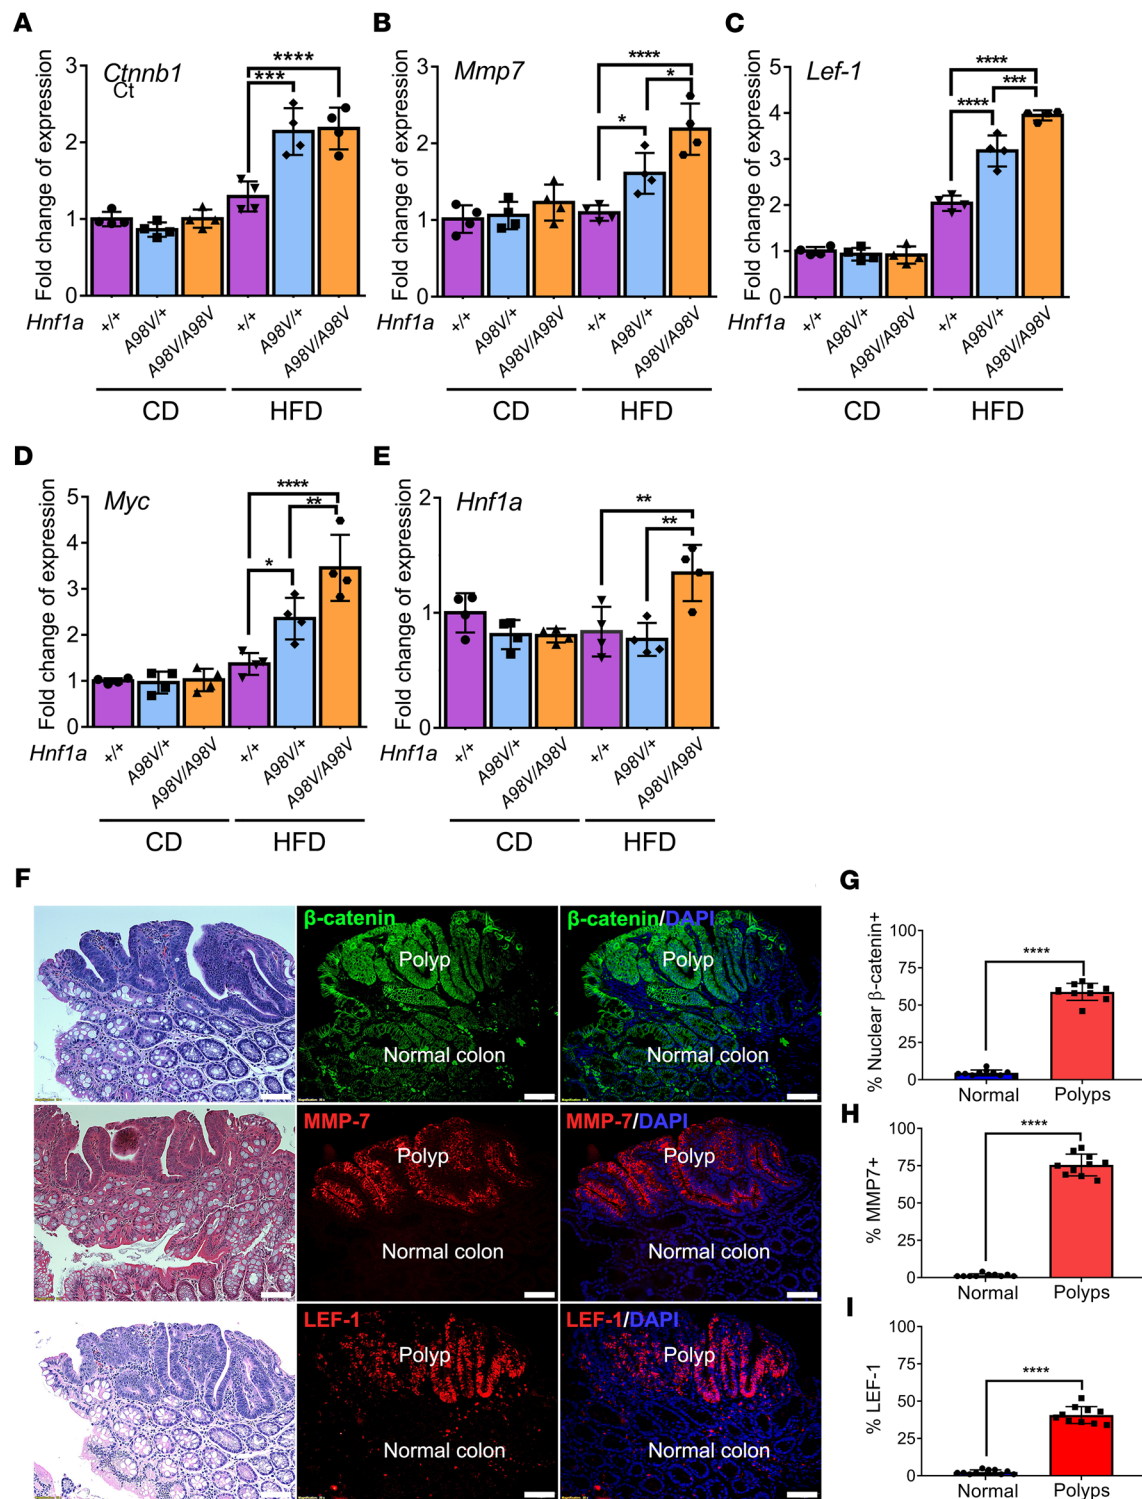 A
Ctnnb1
Ct
Fold change of expression
3
2
1
0
***
****
Hnf1a
+/+
A98V/+
A98V//A98V
+/+
A98V/+
A98V//A98V
CD
HFD
B
Mmp7
Fold change of expression
3
2
1
0
*
*
****
Hnf1a
+/+
A98V/+
A98V//A98V
+/+
A98V/+
A98V//A98V
CD
HFD
C
Lef-1
Fold change of expression
5
4
3
2
1
0
****
***
****
Hnf1a
+/+
A98V/+
A98V//A98V
+/+
A98V/+
A98V//A98V
CD
HFD
D
Myc
Fold change of expression
5
4
3
2
1
0
*
**
****
Hnf1a
+/+
A98V/+
A98V/A98V
+/+
A98V/+
A98V//A98V
CD
HFD
E
Hnf1a
Fold change of expression
2
1
0
**
**
Hnf1a
+/+
A98V/+
A98V//A98V
+/+
A98V/+
A98V//A98V
CD
HFD
F
β-catenin
Polyp
Normal colon
β-catenin/DAPI
Polyp
Normal colon
MMP-7
Polyp
Normal colon
MMP-7/DAPI
Polyp
Normal colon
LEF-1
Polyp
Normal colon
LEF-1/DAPI
Polyp
Normal colon
G
% Nuclear β-catenin+
100
75
50
25
0
****
Normal
Polyps
H
% MMP7+
100
75
50
25
0
****
Normal
Polyps
I
% LEF-1
100
75
50
25
0
****
Normal
Polyps